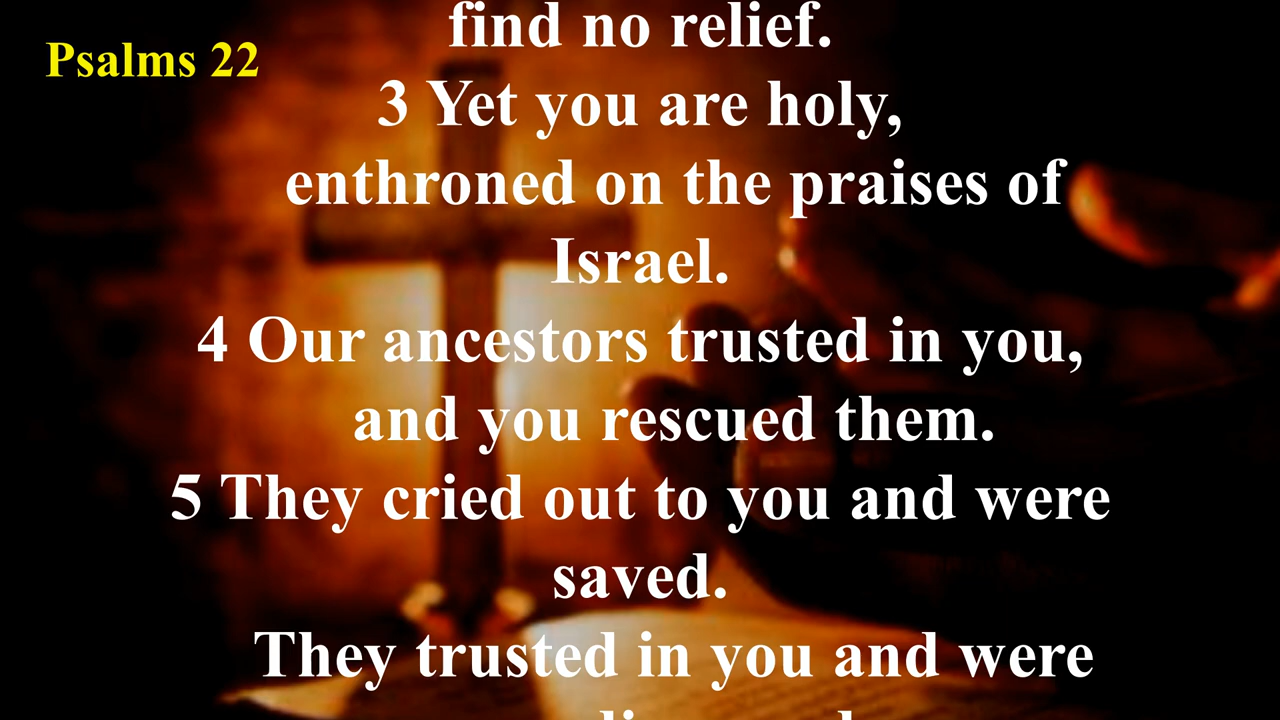 Psalms 22
find no relief.
3 Yet you are holy,
enthroned on the praises of
Israel.
4 Our ancestors trusted in you,
and you rescued them.
5 They cried out to you and were
saved.
They trusted in you and were